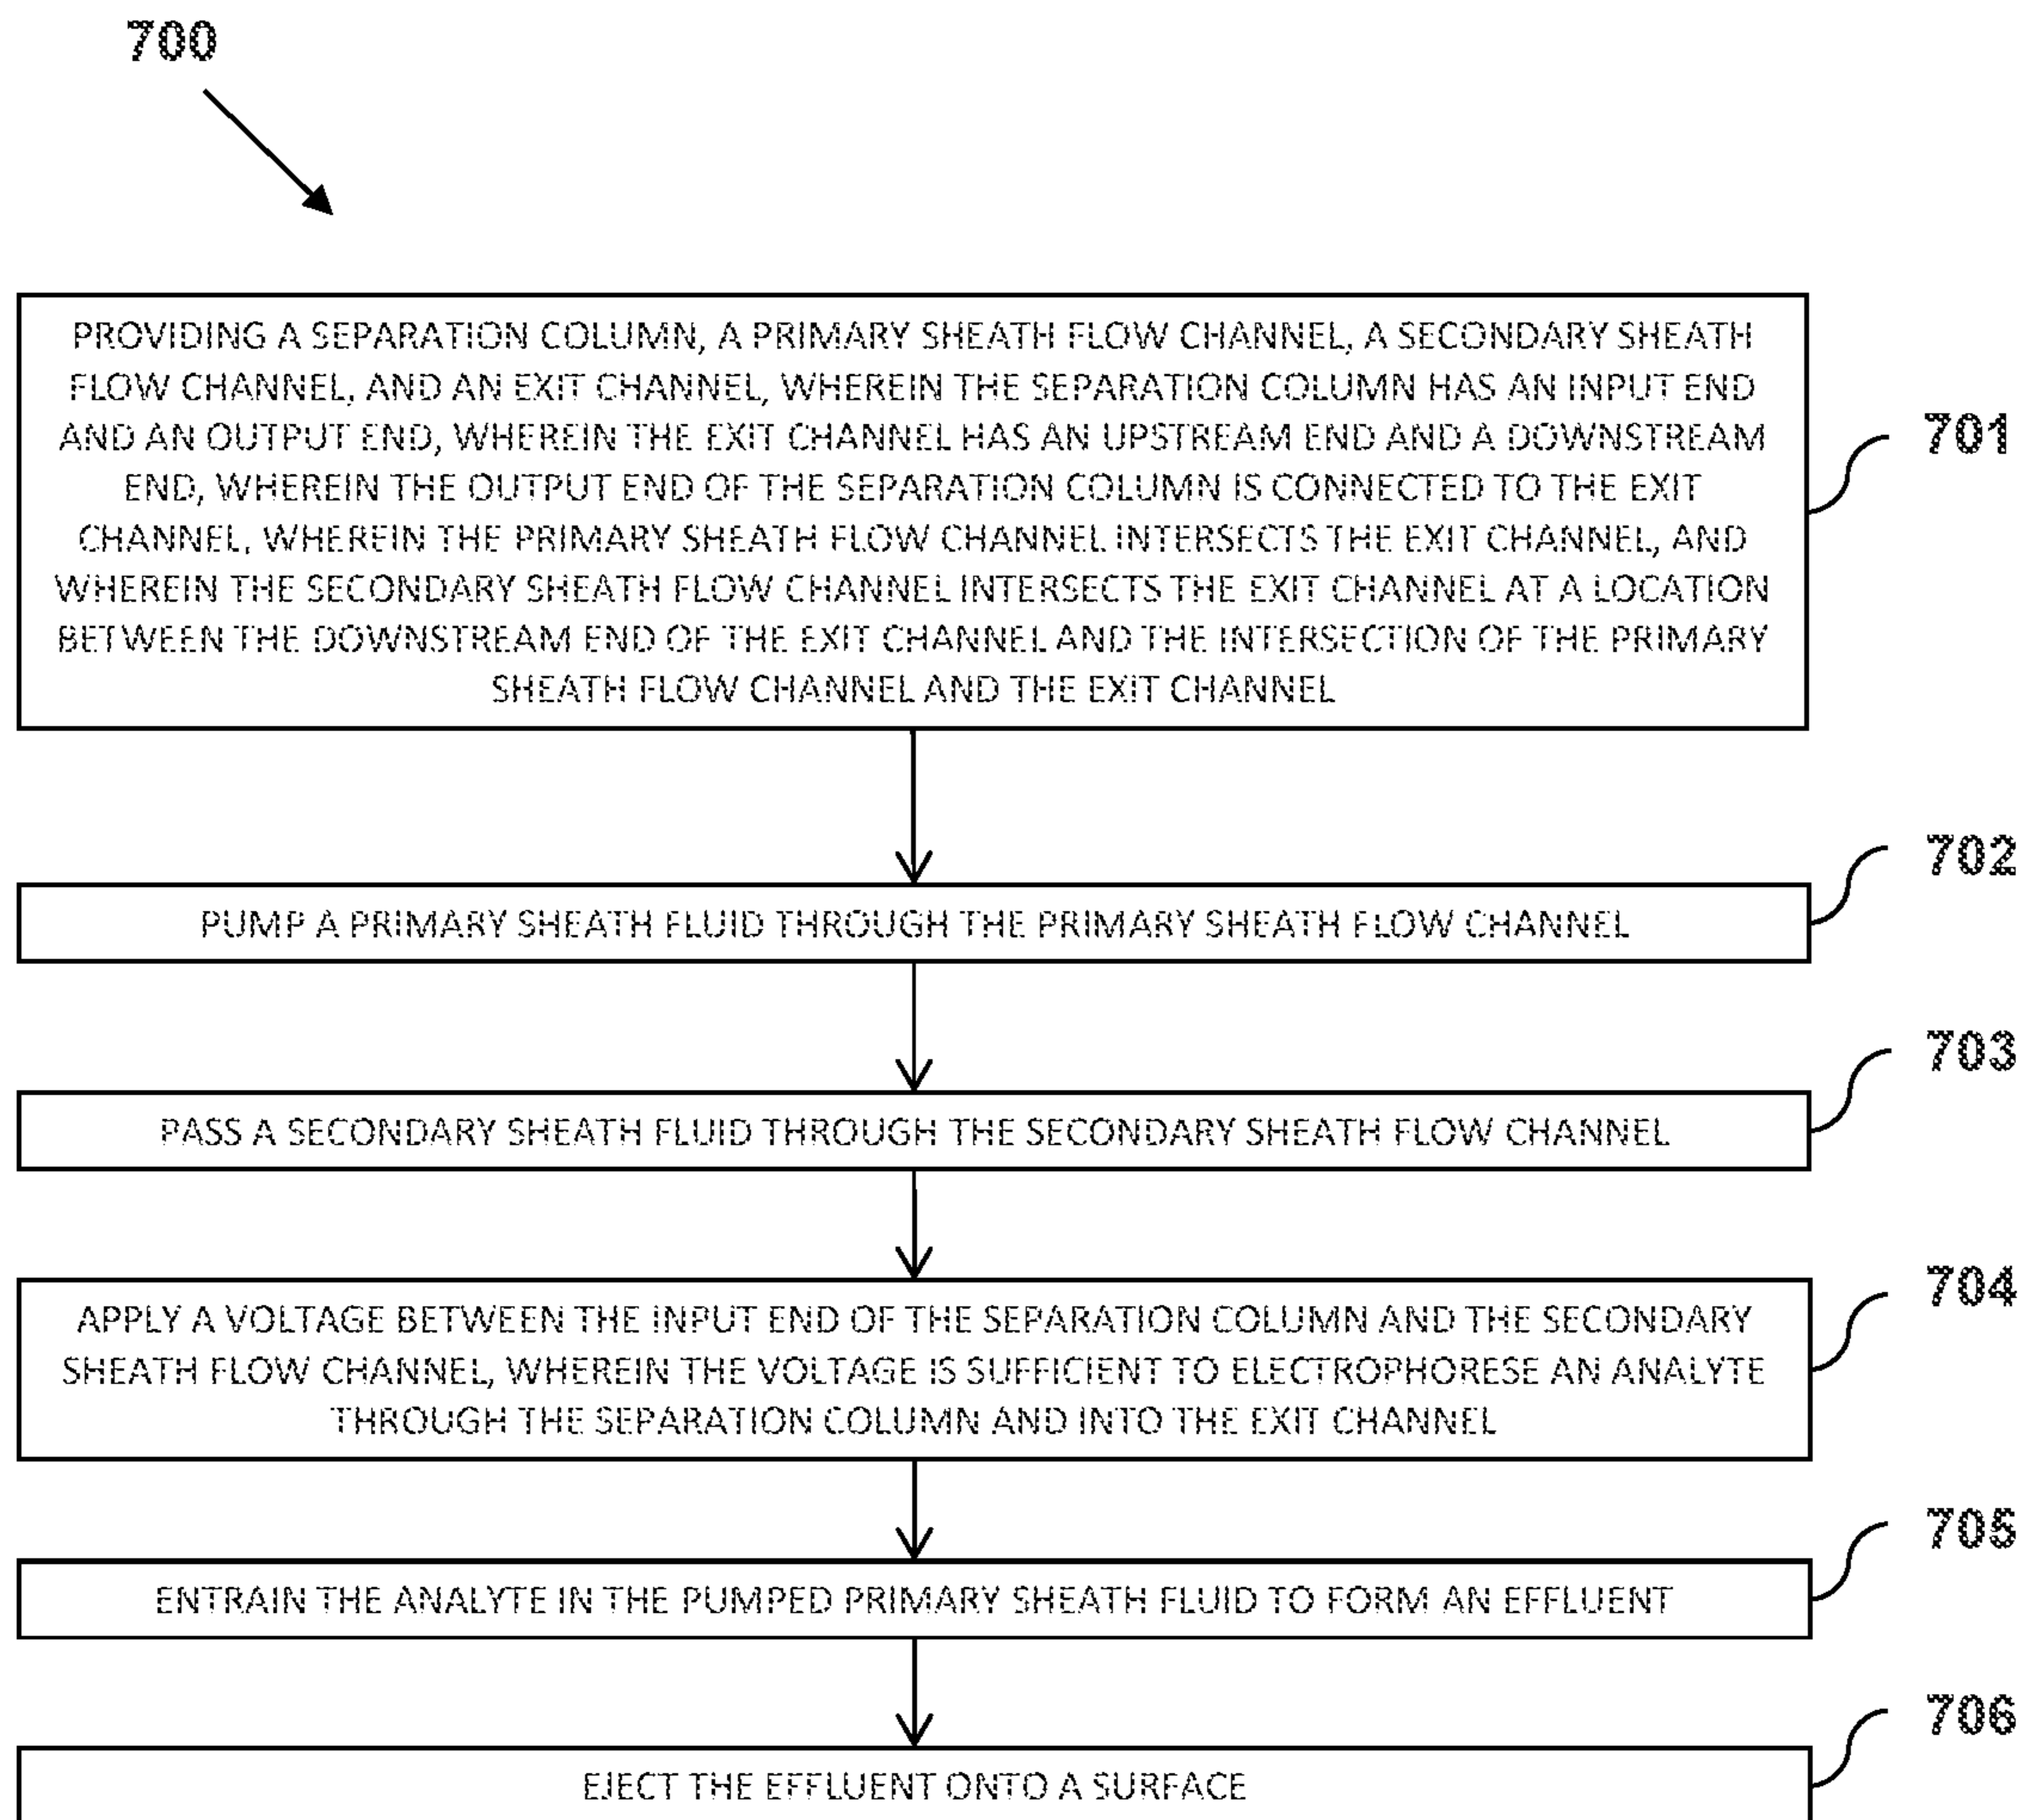 700
PROVIDING A SEPARATION COLUMN, A PRIMARY SHEATH FLOW CHANNEL, A SECONDARY SHEATH
FLOW CHANNEL, AND AN EXIT CHANNEL, WHEREIN THE SEPARATION COLUMN HAS AN INPUT END
AND AN OUTPUT END, WHEREIN THE EXIT CHANNEL HAS AN UPSTREAM END AND A DOWNSTREAM
END, WHEREIN THE OUTPUT END OF THE SEPARATION COLUMN IS CONNECTED TO THE EXIT
CHANNEL, WHEREIN THE PRIMARY SHEATH FLOW CHANNEL INTERSECTS THE EXIT CHANNEL, AND
WHEREIN THE SECONDARY SHEATH FLOW CHANNEL INTERSECTS THE EXIT CHANNEL AT A LOCATION
BETWEEN THE DOWNSTREAM END OF THE EXIT CHANNEL AND THE INTERSECTION OF THE PRIMARY
SHEATH FLOW CHANNEL AND THE EXIT CHANNEL
701
PUMP A PRIMARY SHEATH FLUID THROUGH THE PRIMARY SHEATH FLOW CHANNEL
702
PASS A SECONDARY SHEATH FLUID THROUGH THE SECONDARY SHEATH FLOW CHANNEL
703
APPLY A VOLTAGE BETWEEN THE INPUT END OF THE SEPARATION COLUMN AND THE SECONDARY
SHEATH FLOW CHANNEL, WHEREIN THE VOLTAGE IS SUFFICIENT TO ELECTROPHORESE AN ANALYTE
THROUGH THE SEPARATION COLUMN AND INTO THE EXIT CHANNEL
704
ENTRAIN THE ANALYTE IN THE PUMPED PRIMARY SHEATH FLUID TO FORM AN EFFLUENT
705
EJECT THE EFFLUENT ONTO A SURFACE
706